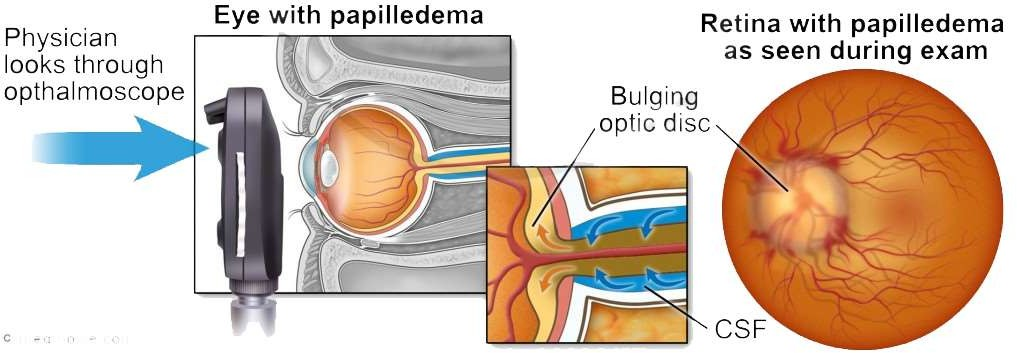 Eye with papilledema
Physician
looks through
opthalmoscope
Retina with papilledema
as seen during exam
Bulging
optic disc
CSF